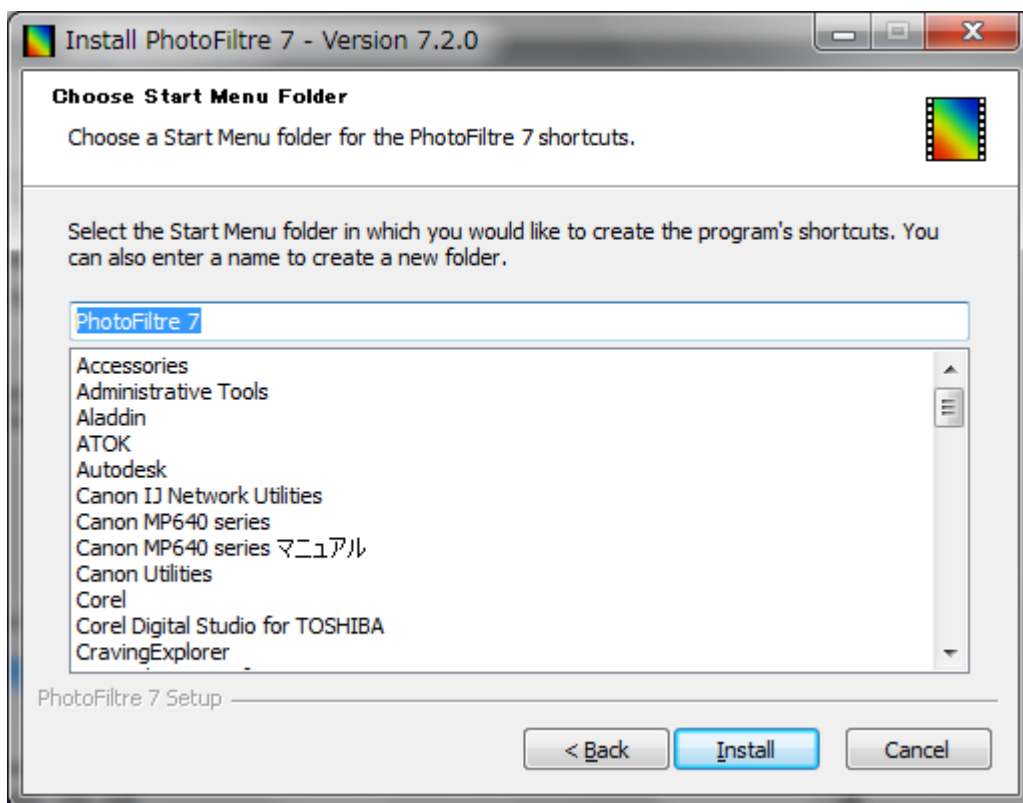 Install PhotoFiltre 7 - Version 7.2.0
Choose Start Menu Folder
Choose a Start Menu folder for the PhotoFiltre 7 shortcuts.
Select the Start Menu folder in which you would like to create the program's shortcuts. You
can also enter a name to create a new folder.
PhotoFiltre 7
Accessories
Administrative Tools
Aladdin
ATOK
Autodesk
Canon IJ Network Utilities
Canon MP640 series
Canon MP640 series マニュアル
Canon Utilities
Corel
Corel Digital Studio for TOSHIBA
CravingExplorer
PhotoFiltre 7 Setup
< Back
Install
Cancel